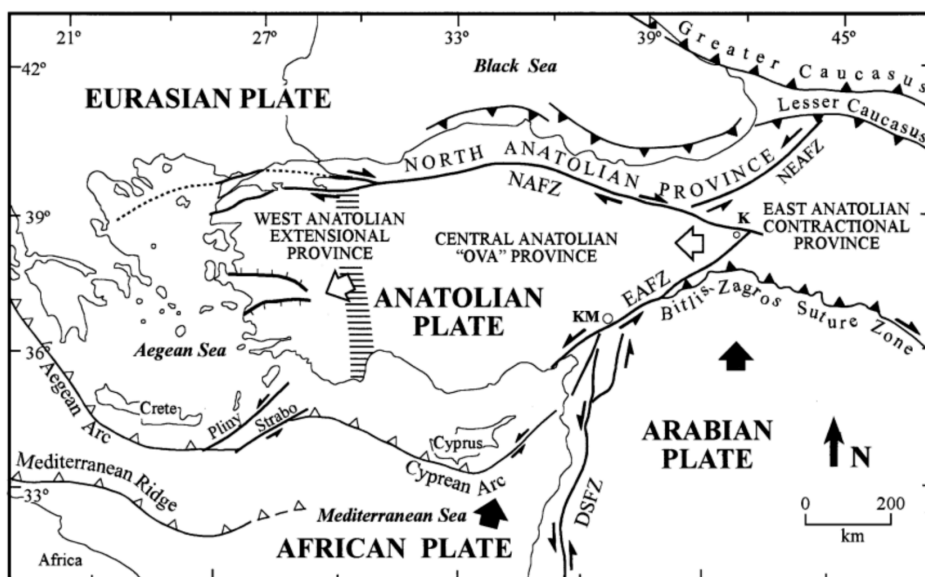 21° 27° 33° 39° 45°
42°
Black Sea
Greater Caucasus
EURASIAN PLATE
Lesser Caucasus
NORTH ANATOLIAN PROVINCE
NAFZ
NEAFZ
39°
WEST ANATOLIAN
EXTENSIONAL
PROVINCE
CENTRAL ANATOLIAN
"OVA" PROVINCE
K
EAST ANATOLIAN
CONTRACTIONAL
PROVINCE
ANATOLIAN
PLATE
EAFZ
Bitlis-Zagros Suture Zone
KM
36°
Aegean Sea
Aegean Arc
Crete
Pliny
Strabo
Cyprus
Cyprean Arc
ARABIAN
PLATE
N
Mediterranean Ridge
33°
Mediterranean Sea
DSFZ
0 200
km
AFRICAN PLATE
Africa